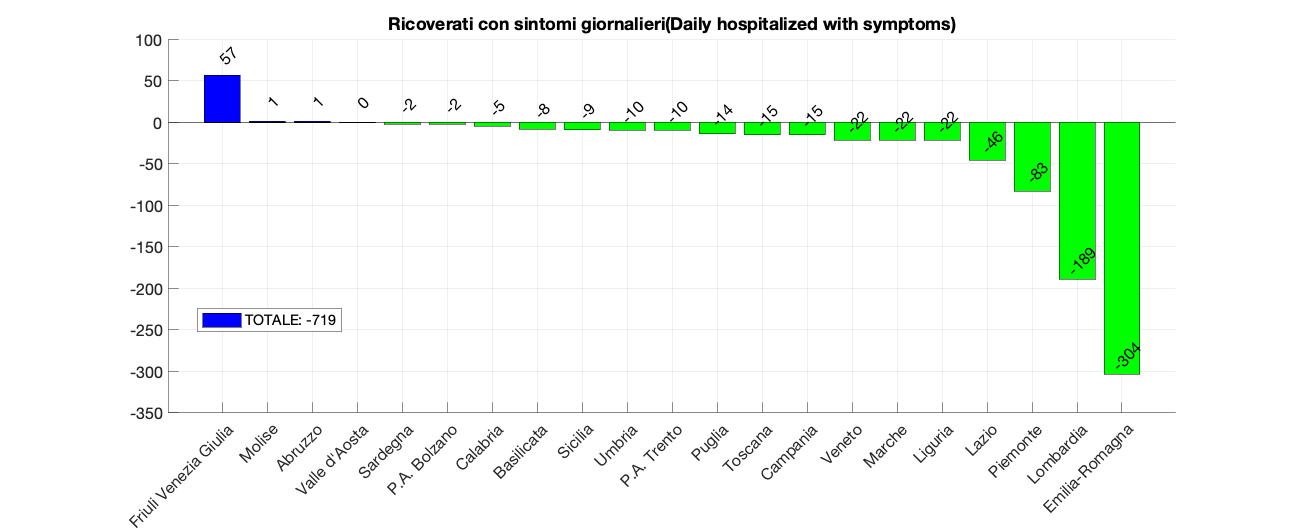 Ricoverati con sintomi giornalieri(Daily hospitalized with symptoms)
100
50
0
-50
-100
-150
-200
-250
-300
-350
57
1
1
0
-2
-2
-5
-8
-9
-10
-10
-14
-15
-15
-22
-22
-22
-46
-83
-189
-304
TOTALE: -719
Friuli Venezia Giulia
Molise
Abruzzo
Valle d'Aosta
Sardegna
P.A. Bolzano
Calabria
Basilicata
Sicilia
Umbria
P.A. Trento
Puglia
Toscana
Campania
Veneto
Marche
Liguria
Lazio
Piemonte
Lombardia
Emilia-Romagna